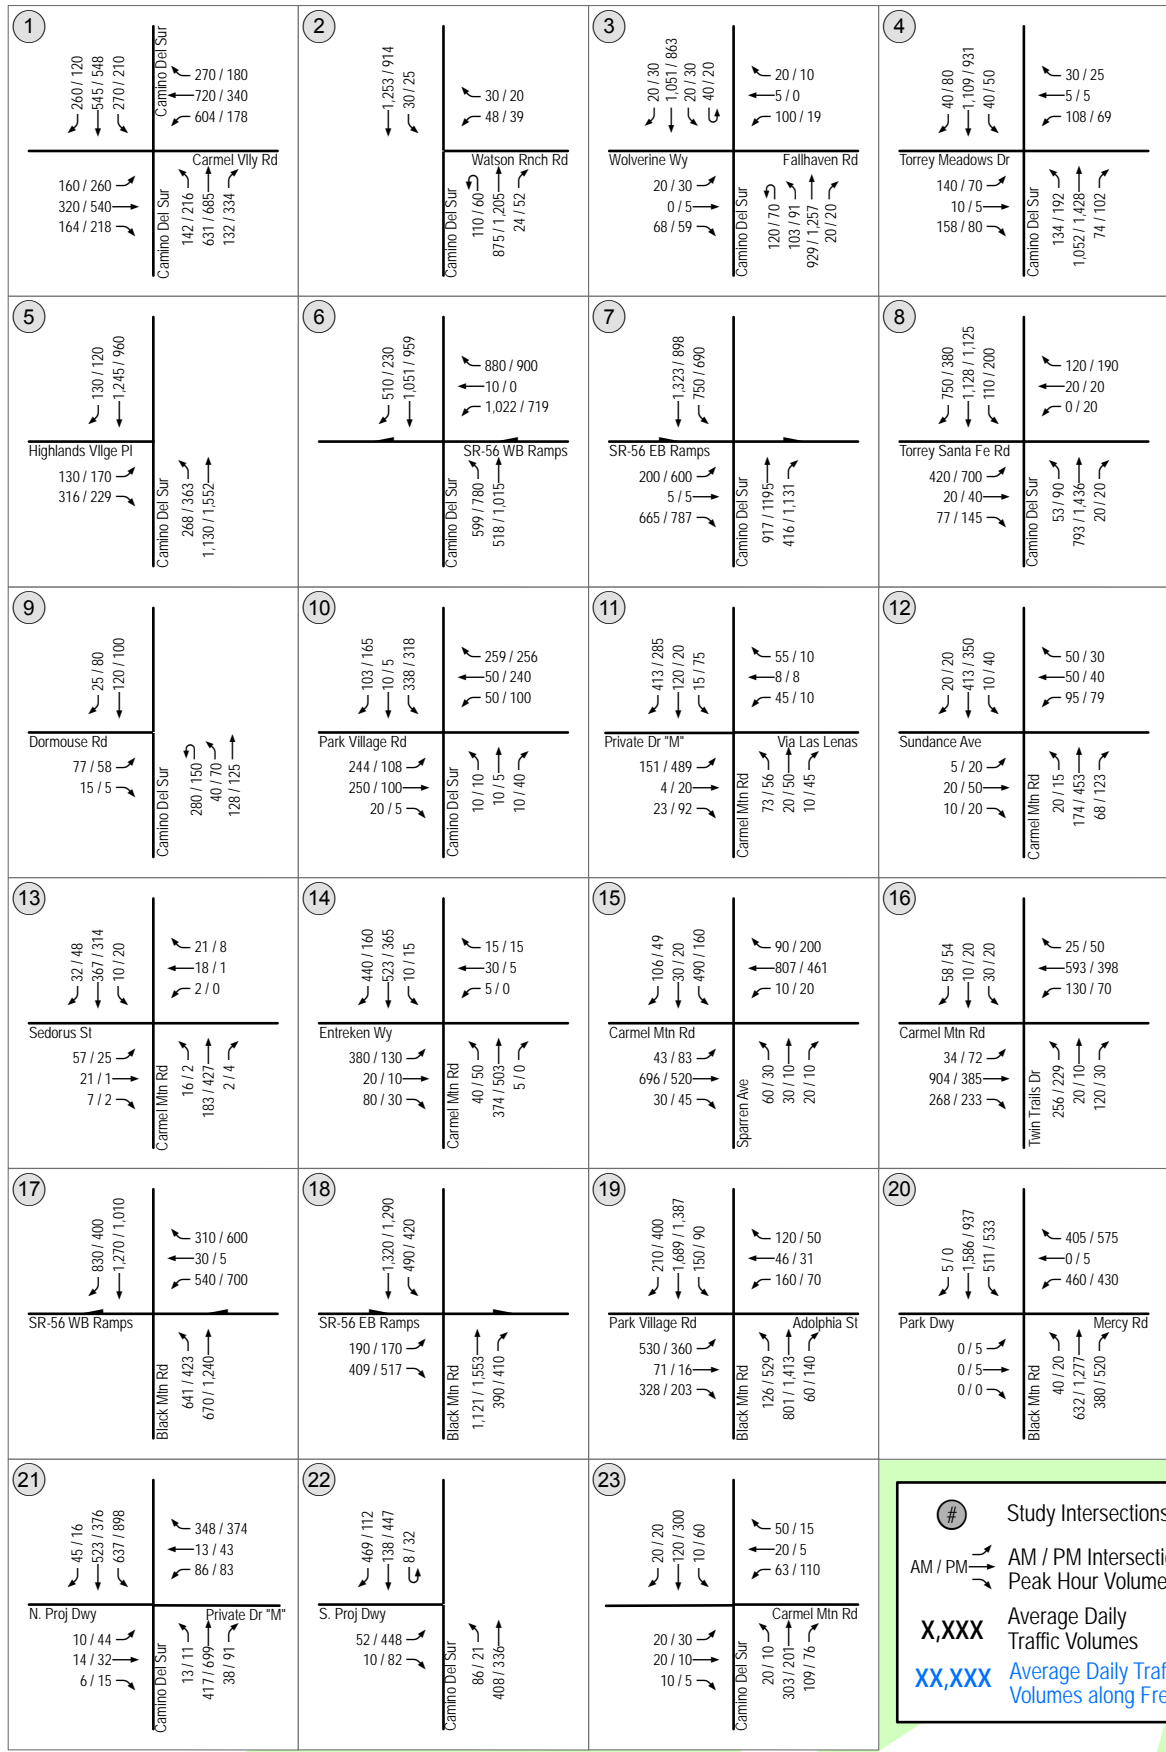 1
260 / 120
545 / 548
270 / 210
Camino Del Sur
270 / 180
720 / 340
604 / 178
Carmel Vlly Rd
160 / 260
320 / 540
164 / 218
Camino Del Sur
142 / 216
631 / 685
132 / 334
2
1,253 / 914
30 / 25
30 / 20
48 / 39
Watson Rnch Rd
Camino Del Sur
110 / 60
875 / 1,205
24 / 52
3
20 / 30
1,051 / 863
20 / 30
40 / 20
20 / 10
5 / 0
100 / 19
Wolverine Wy
Fallhaven Rd
20 / 30
0 / 5
68 / 59
Camino Del Sur
120 / 70
103 / 91
929 / 1,257
20 / 20
4
40 / 80
1,109 / 931
40 / 50
30 / 25
5 / 5
108 / 69
Torrey Meadows Dr
140 / 70
10 / 5
158 / 80
Camino Del Sur
134 / 192
1,052 / 1,428
74 / 102
5
130 / 120
1,245 / 960
Highlands Vllge Pl
130 / 170
316 / 229
Camino Del Sur
268 / 363
1,130 / 1,552
6
510 / 230
1,051 / 959
880 / 900
10 / 0
1,022 / 719
SR-56 WB Ramps
Camino Del Sur
599 / 780
518 / 1,015
7
1,323 / 898
750 / 690
SR-56 EB Ramps
200 / 600
5 / 5
665 / 787
Camino Del Sur
917 / 1195
416 / 1,131
8
750 / 380
1,128 / 1,125
110 / 200
120 / 190
20 / 20
0 / 20
Torrey Santa Fe Rd
420 / 700
20 / 40
77 / 145
Camino Del Sur
53 / 90
793 / 1,436
20 / 20
9
25 / 80
120 / 100
Dormouse Rd
77 / 58
15 / 5
Camino Del Sur
280 / 150
40 / 70
128 / 125
10
103 / 165
10 / 5
338 / 318
259 / 256
50 / 240
50 / 100
Park Village Rd
244 / 108
250 / 100
20 / 5
Camino Del Sur
10 / 10
10 / 5
10 / 40
11
413 / 285
120 / 20
15 / 75
55 / 10
8 / 8
45 / 10
Private Dr "M"
Via Las Lenas
151 / 489
4 / 20
23 / 92
Carmel Mtn Rd
73 / 56
20 / 50
10 / 45
12
20 / 20
413 / 350
10 / 40
50 / 30
50 / 40
95 / 79
Sundance Ave
5 / 20
20 / 50
10 / 20
Carmel Mtn Rd
20 / 15
174 / 453
68 / 123
13
32 / 48
367 / 314
10 / 20
21 / 8
18 / 1
2 / 0
Sedorus St
57 / 25
21 / 1
7 / 2
Carmel Mtn Rd
16 / 2
183 / 427
2 / 4
14
440 / 160
523 / 365
10 / 15
15 / 15
30 / 5
5 / 0
Entreken Wy
380 / 130
20 / 10
80 / 30
Carmel Mtn Rd
40 / 50
374 / 503
5 / 0
15
106 / 49
30 / 20
490 / 160
90 / 200
807 / 461
10 / 20
Carmel Mtn Rd
43 / 83
696 / 520
30 / 45
Sparren Ave
60 / 30
30 / 10
20 / 10
16
58 / 54
10 / 20
30 / 20
25 / 50
593 / 398
130 / 70
Carmel Mtn Rd
34 / 72
904 / 385
268 / 233
Twin Trails Dr
256 / 229
20 / 10
120 / 30
17
830 / 400
1,270 / 1,010
310 / 600
30 / 5
540 / 700
SR-56 WB Ramps
Black Mtn Rd
641 / 423
670 / 1,240
18
1,320 / 1,290
490 / 420
SR-56 EB Ramps
190 / 170
409 / 517
Black Mtn Rd
1,121 / 1,553
390 / 410
19
210 / 400
1,689 / 1,387
150 / 90
120 / 50
46 / 31
160 / 70
Park Village Rd
Adolphia St
530 / 360
71 / 16
328 / 203
Black Mtn Rd
126 / 529
801 / 1,413
60 / 140
20
5 / 0
1,586 / 937
511 / 533
405 / 575
0 / 5
460 / 430
Park Dwy
Mercy Rd
0 / 5
0 / 5
0 / 0
Black Mtn Rd
40 / 20
632 / 1,277
380 / 520
21
45 / 16
523 / 376
637 / 898
348 / 374
13 / 43
86 / 83
N. Proj Dwy
Private Dr "M"
10 / 44
14 / 32
6 / 15
Camino Del Sur
13 / 11
417 / 699
38 / 91
22
469 / 112
138 / 447
8 / 32
S. Proj Dwy
52 / 448
10 / 82
Camino Del Sur
86 / 21
408 / 336
23
20 / 20
120 / 300
10 / 60
50 / 15
20 / 5
63 / 110
Carmel Mtn Rd
20 / 30
20 / 10
10 / 5
Camino Del Sur
20 / 10
303 / 201
109 / 76
# Study Intersections
AM / PM
AM / PM Intersecti
Peak Hour Volume
X,XXX
Average Daily
Traffic Volumes
XX,XXX
Average Daily Traf
Volumes along Fre